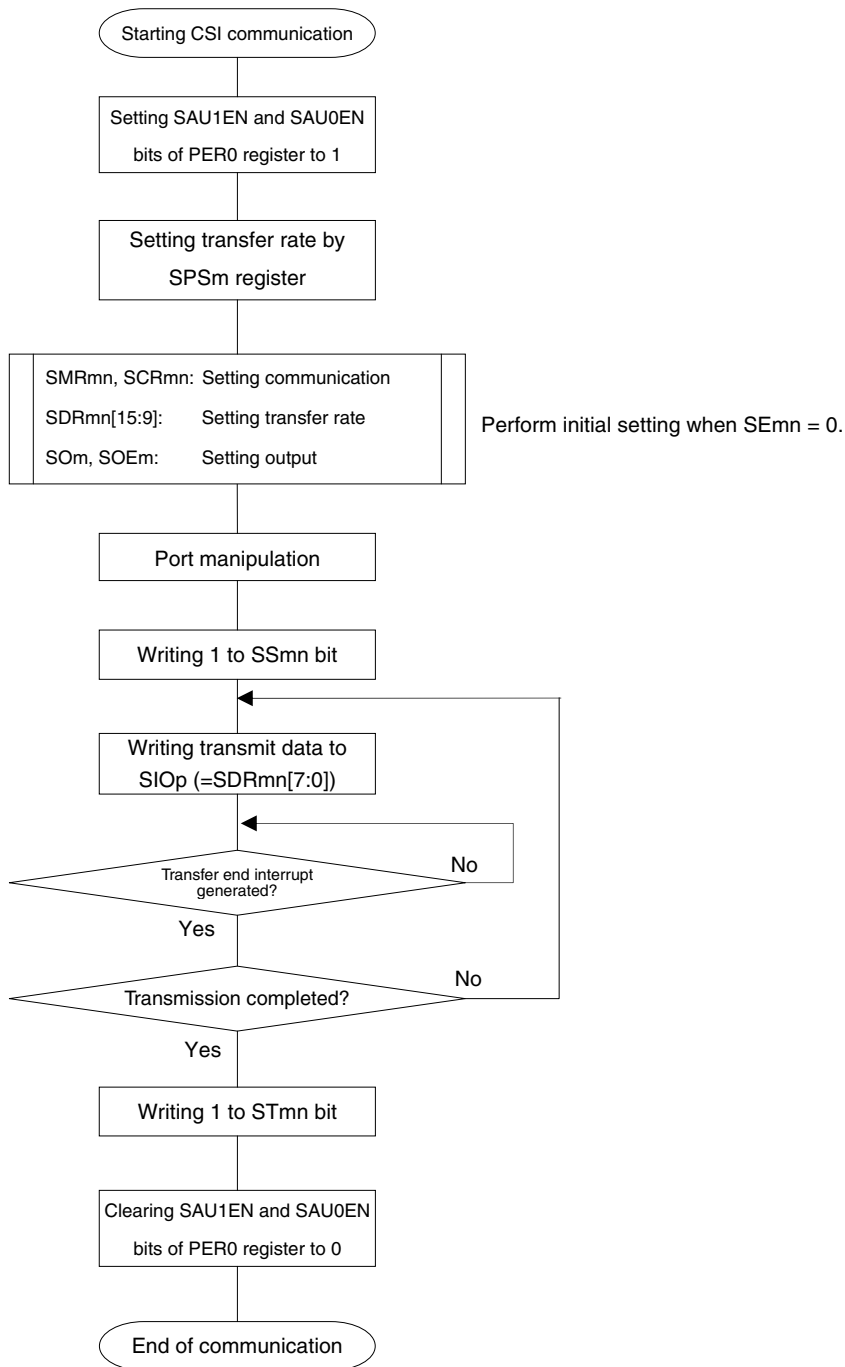 Starting CSI communication
Setting SAU1EN and SAU0EN
bits of PER0 register to 1
Setting transfer rate by
SPSm register
SMRmn, SCRmn: Setting communication
SDRmn[15:9]: Setting transfer rate
SOm, SOEm: Setting output
Perform initial setting when SEmn = 0.
Port manipulation
Writing 1 to SSmn bit
Writing transmit data to
SIOp (=SDRmn[7:0])
Transfer end interrupt
generated?
No
Yes
Transmission completed?
No
Yes
Writing 1 to STmn bit
Clearing SAU1EN and SAU0EN
bits of PER0 register to 0
End of communication